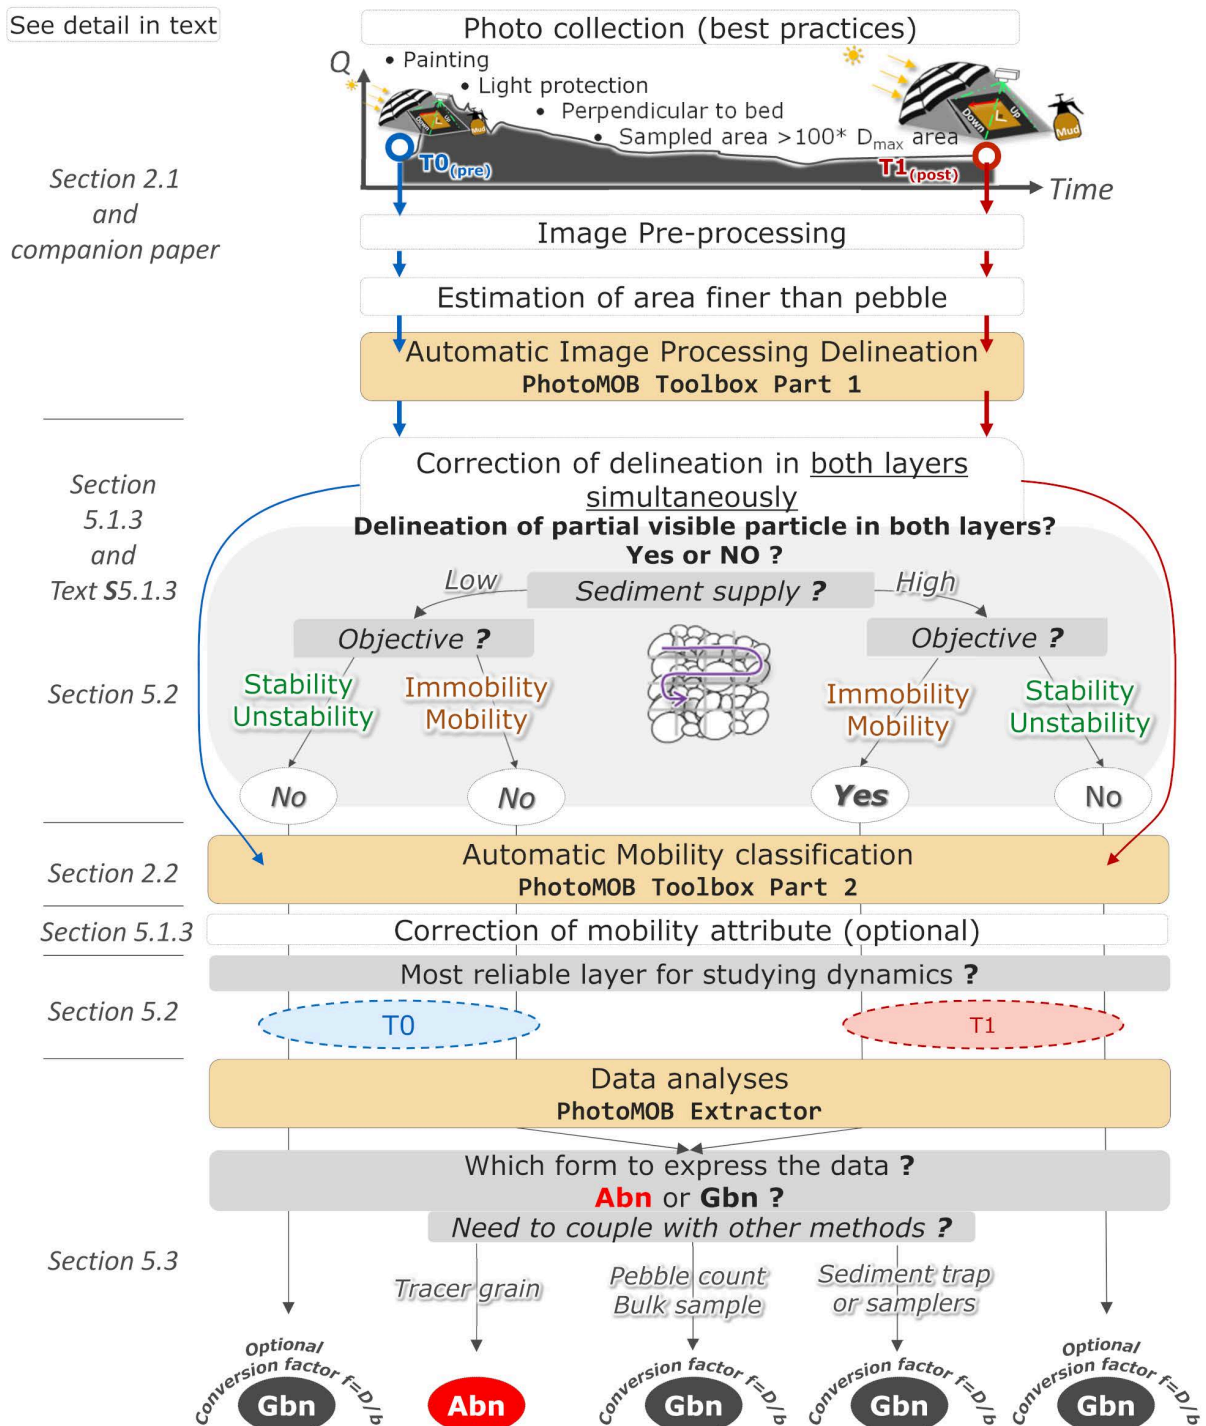 See detail in text
Photo collection (best practices)
Q
• Painting
• Light protection
• Perpendicular to bed
• Sampled area >100* Dmax area
Down
Up
Mud
Down
Up
Mud
T0(pre)
T1(post)
Time
Section 2.1
and
companion paper
Image Pre-processing
Estimation of area finer than pebble
Automatic Image Processing Delineation
PhotoMOB Toolbox Part 1
Section
5.1.3
and
Text S5.1.3
Correction of delineation in both layers
simultaneously
Delineation of partial visible particle in both layers?
Yes or NO ?
Low
Sediment supply ?
High
Objective ?
Objective ?
Section 5.2
Stability
Unstability
Immobility
Mobility
Immobility
Mobility
Stability
Unstability
No
No
Yes
No
Section 2.2
Automatic Mobility classification
PhotoMOB Toolbox Part 2
Section 5.1.3
Correction of mobility attribute (optional)
Section 5.2
Most reliable layer for studying dynamics ?
T0
T1
Data analyses
PhotoMOB Extractor
Section 5.3
Which form to express the data ?
Abn or Gbn ?
Need to couple with other methods ?
Tracer grain
Pebble count
Bulk sample
Sediment trap
or samplers
Optional
Conversion factor f=D/b
Gbn
Abn
Conversion factor f=D/b
Gbn
Conversion factor f=D/b
Gbn
Optional
Conversion factor f=D/b
Gbn